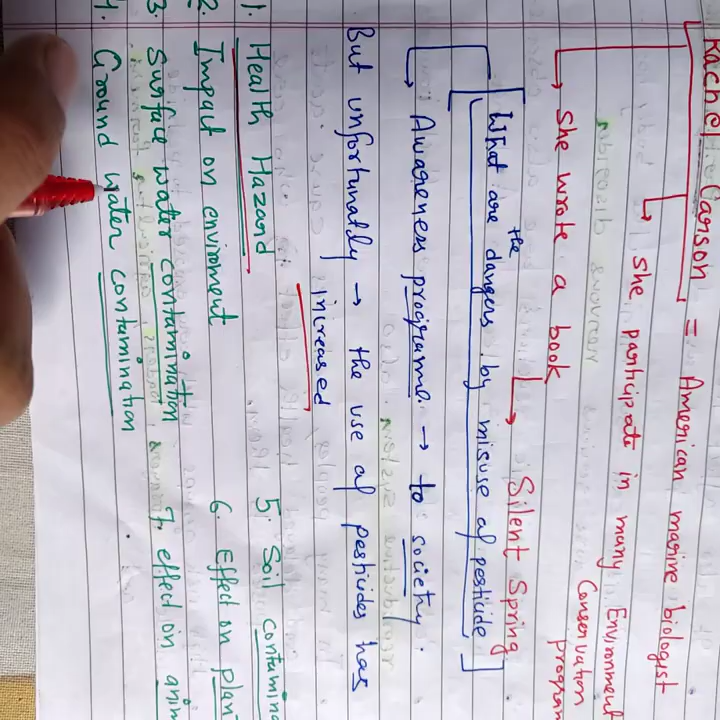 Rachel Carson = American marine biologist
↳ she participate in many Environment
Conservation
program
↳ She wrote a book
↳ Silent Spring
[What are the dangers by misuse of pesticide]
↳ Awareness programme → to society.
But unfortunatally → the use of pesticides has
increased
1. Health Hazard 5. Soil contamina
2. Impact on enviroment 6. Effect on plan
3. Surface water contamination 7. effect on anim
4. Ground water contamination